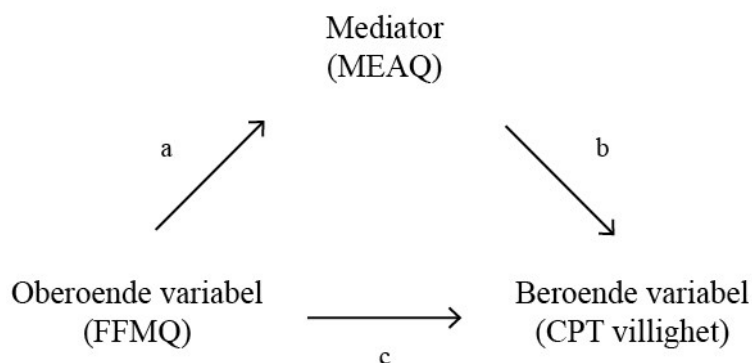 Mediator
(MEAQ)
a
b
Oberoende variabel
(FFMQ)
Beroende variabel
(CPT villighet)
c